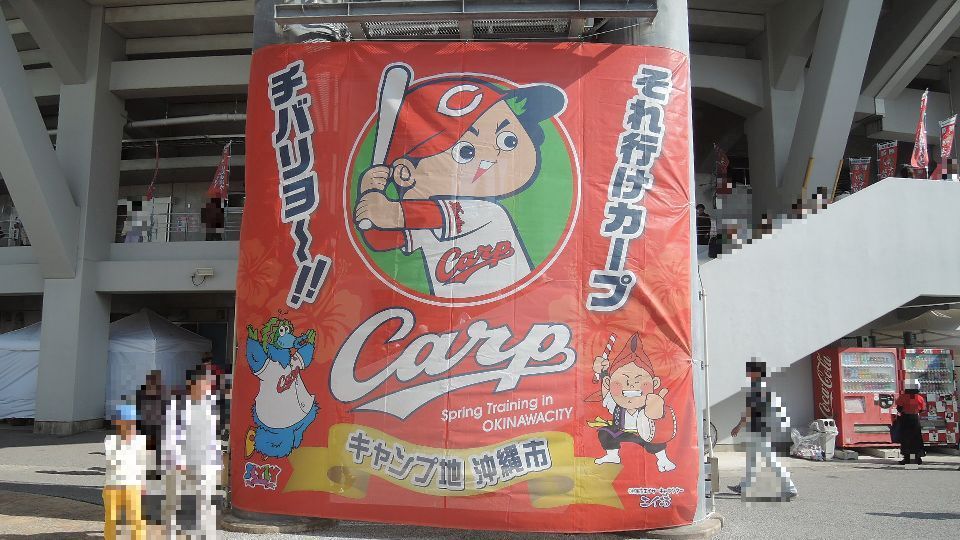 チバリヨ〜!!
それ行けカープ
C
Carp
Carp
Carp
Spring Training in
OKINAWACITY
キャンプ地 沖縄市
Coca-Cola